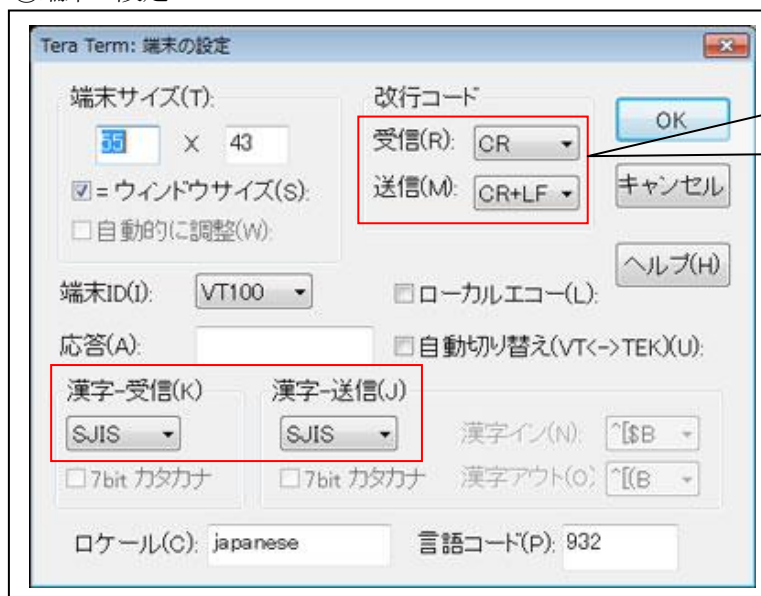 Tera Term: 端末の設定
端末サイズ(T):
X 43
☑ = ウィンドウサイズ(S):
□ 自動的に調整(W):
改行コード
受信(R): CR
送信(M): CR+LF
OK
キャンセル
ヘルプ(H)
端末ID(I): VT100
□ ローカルエコー(L):
応答(A):
□ 自動切り替え(VT<->TEK)(U):
漢字-受信(K)
SJIS
□ 7bit カタカナ
漢字-送信(J)
SJIS
□ 7bit カタカナ
漢字イン(N): ^[$B
漢字アウト(O): ^[(B
ロケール(C): japanese
言語コード(P): 932